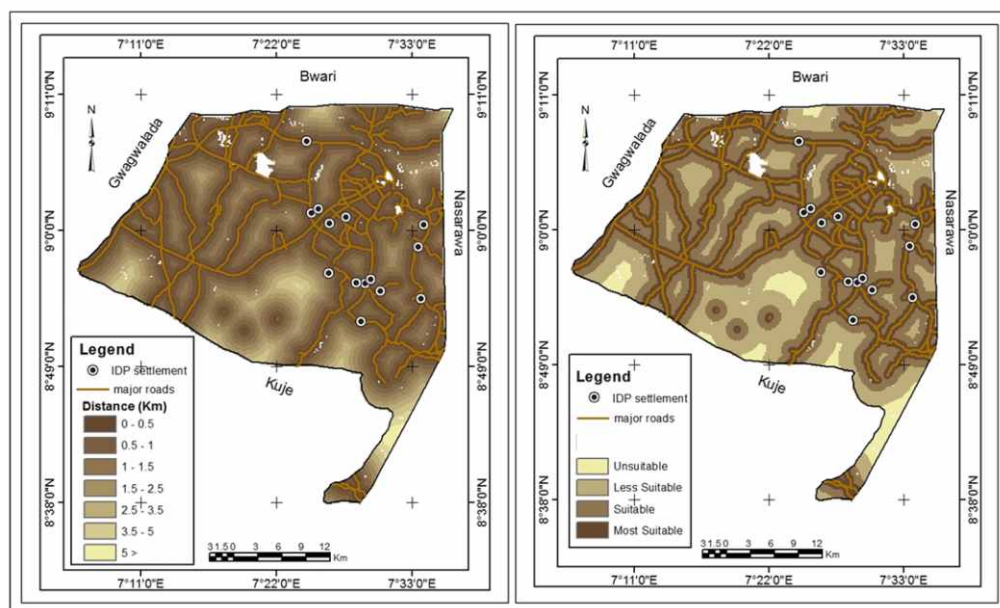 7°11'0"E 7°22'0"E 7°33'0"E
Bwari
9°11'0"N
9°11'0"N
N
Gwagwalada
Nasarawa
9°0'0"N
9°0'0"N
8°49'0"N
8°49'0"N
Kuje
8°38'0"N
8°38'0"N
Legend
IDP settlement
major roads
Distance (Km)
0 - 0.5
0.5 - 1
1 - 1.5
1.5 - 2.5
2.5 - 3.5
3.5 - 5
5 >
3 1.5 0 3 6 9 12
Km
7°11'0"E 7°22'0"E 7°33'0"E
7°11'0"E 7°22'0"E 7°33'0"E
Bwari
9°11'0"N
9°11'0"N
N
Gwagwalada
Nasarawa
9°0'0"N
9°0'0"N
8°49'0"N
8°49'0"N
Kuje
8°38'0"N
8°38'0"N
Legend
IDP settlement
major roads
Unsuitable
Less Suitable
Suitable
Most Suitable
3 1.5 0 3 6 9 12
Km
7°11'0"E 7°22'0"E 7°33'0"E